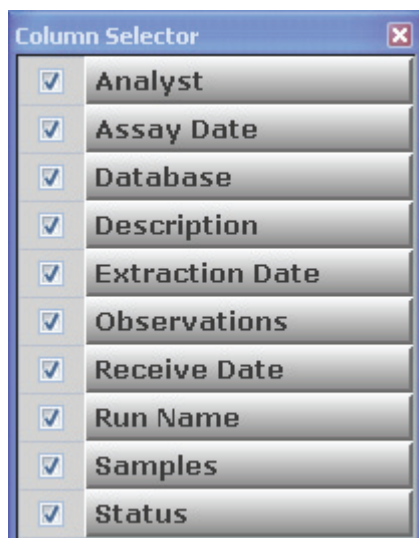 Column Selector
Analyst
Assay Date
Database
Description
Extraction Date
Observations
Receive Date
Run Name
Samples
Status